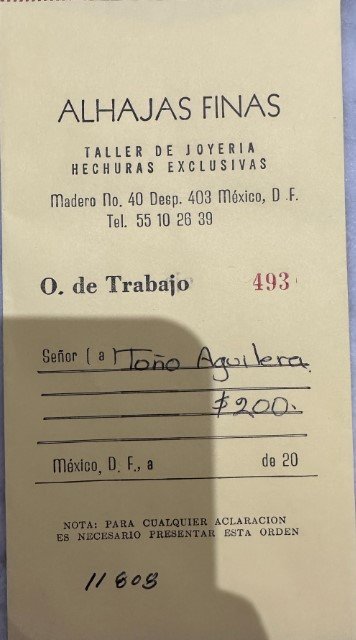 ALHAJAS FINAS
TALLER DE JOYERIA
HECHURAS EXCLUSIVAS
Madero No. 40 Desp. 403 México, D.F.
Tel. 55 10 26 39
O. de Trabajo 493
Señor (a) Toño Aguilera
$200.
México, D.F., a de 20
NOTA: PARA CUALQUIER ACLARACION
ES NECESARIO PRESENTAR ESTA ORDEN
11808